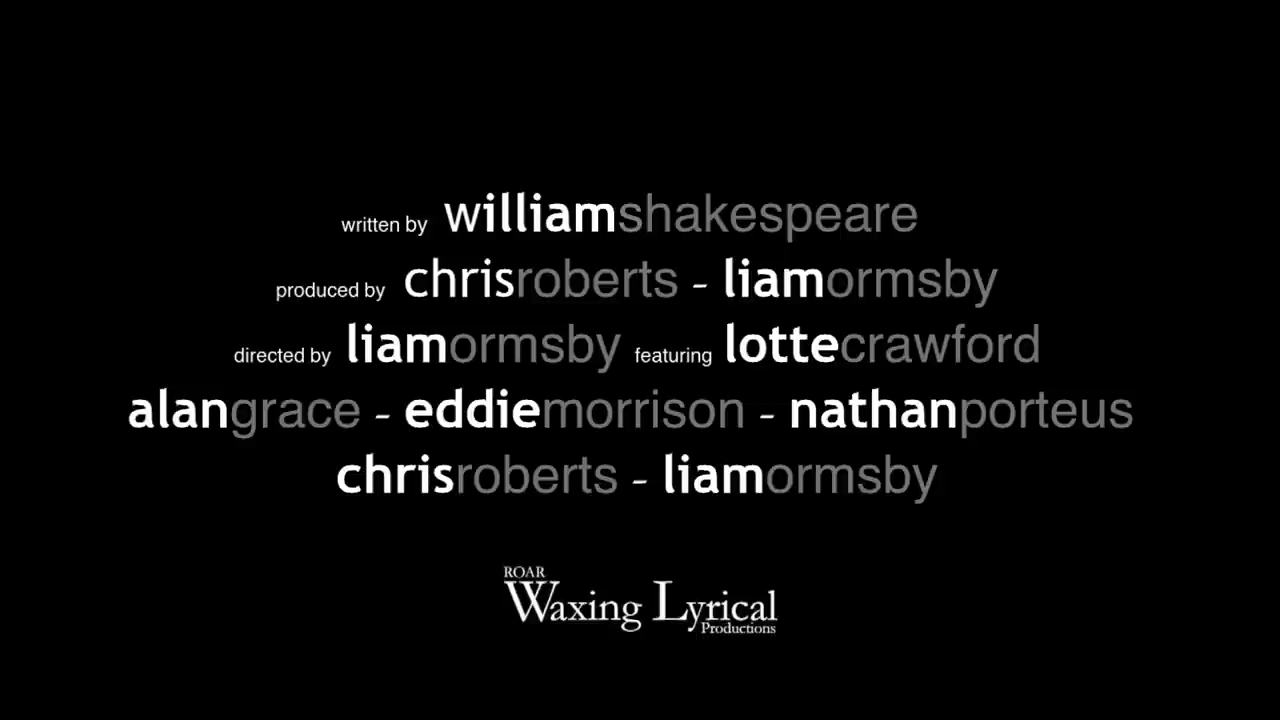 written by williamshakespeare
produced by chrisroberts - liamormsby
directed by liamormsby featuring lottecrawford
alangrace - eddiemorrison - nathanporteus
chrisroberts - liamormsby
ROAR
Waxing Lyrical
Productions